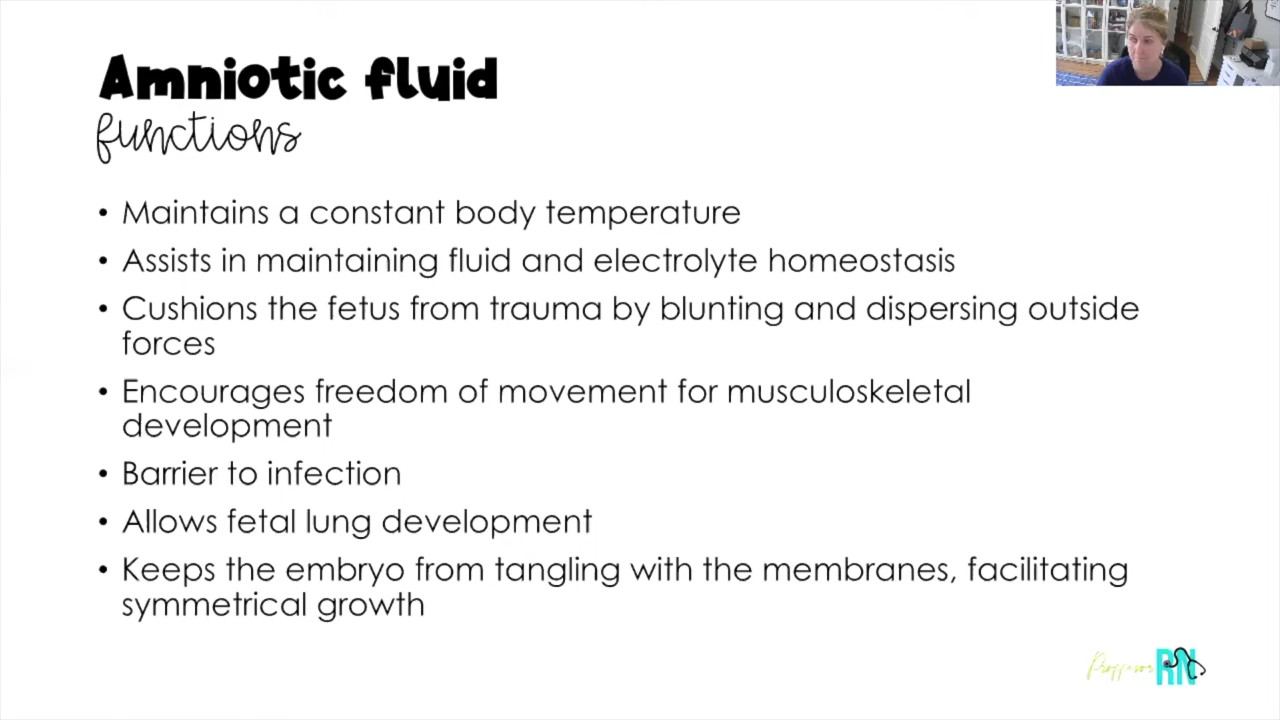 Amniotic fluid
functions
• Maintains a constant body temperature
• Assists in maintaining fluid and electrolyte homeostasis
• Cushions the fetus from trauma by blunting and dispersing outside
forces
• Encourages freedom of movement for musculoskeletal
development
• Barrier to infection
• Allows fetal lung development
• Keeps the embryo from tangling with the membranes, facilitating
symmetrical growth
Professor RN